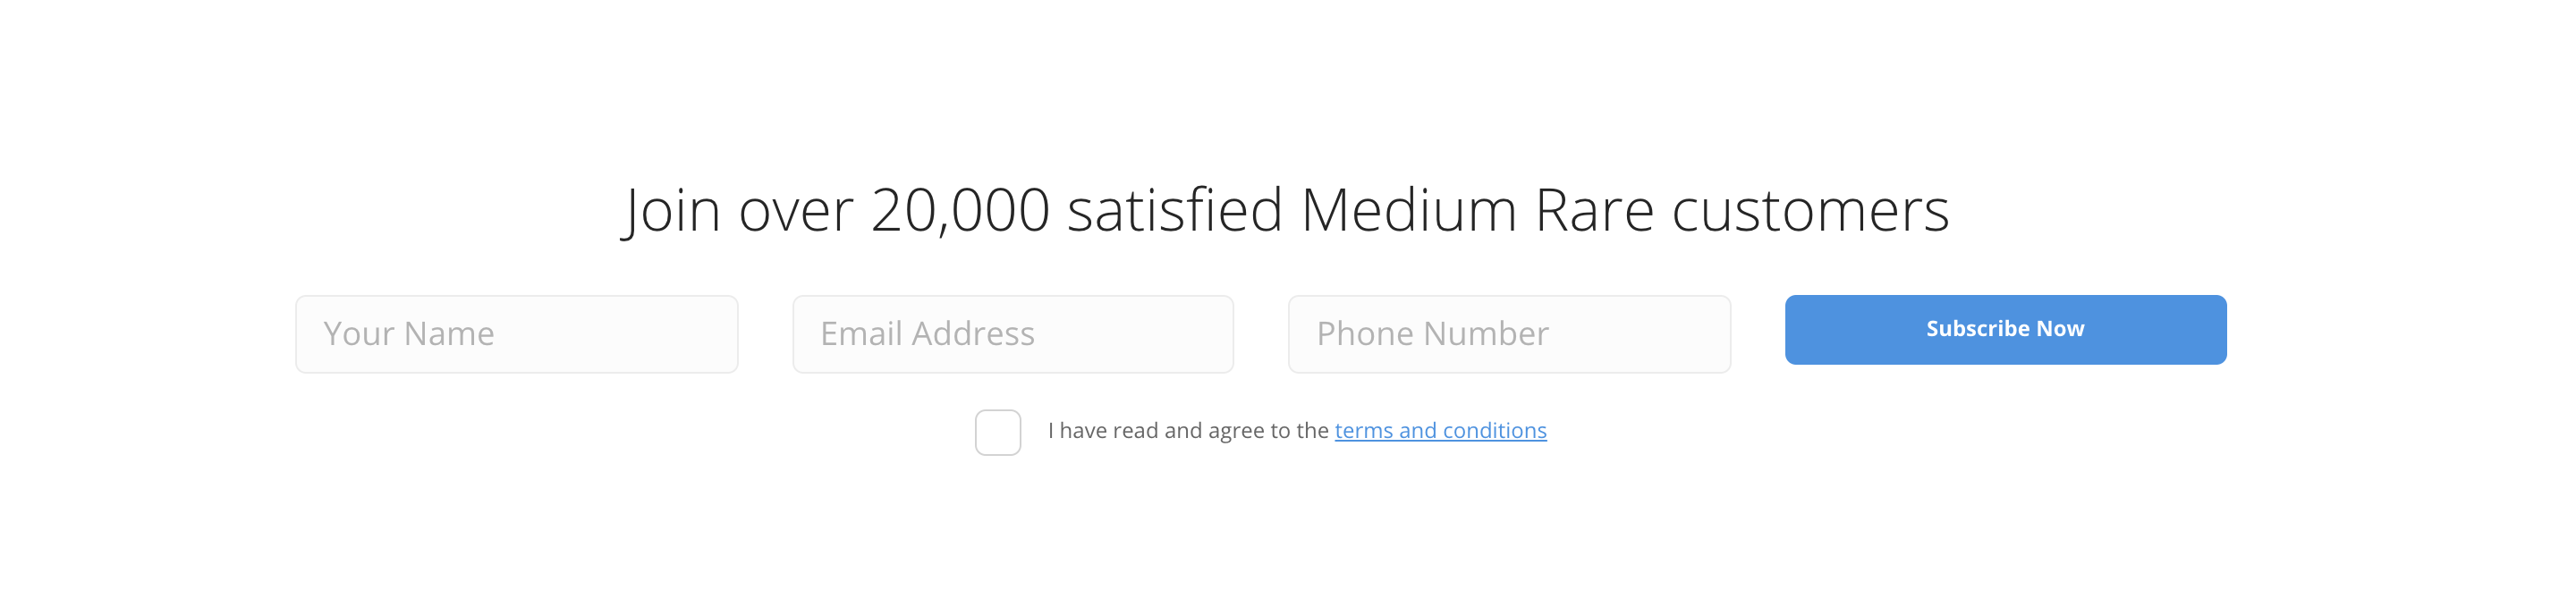 Join over 20,000 satisfied Medium Rare customers
Your Name
Email Address
Phone Number
Subscribe Now
I have read and agree to the terms and conditions